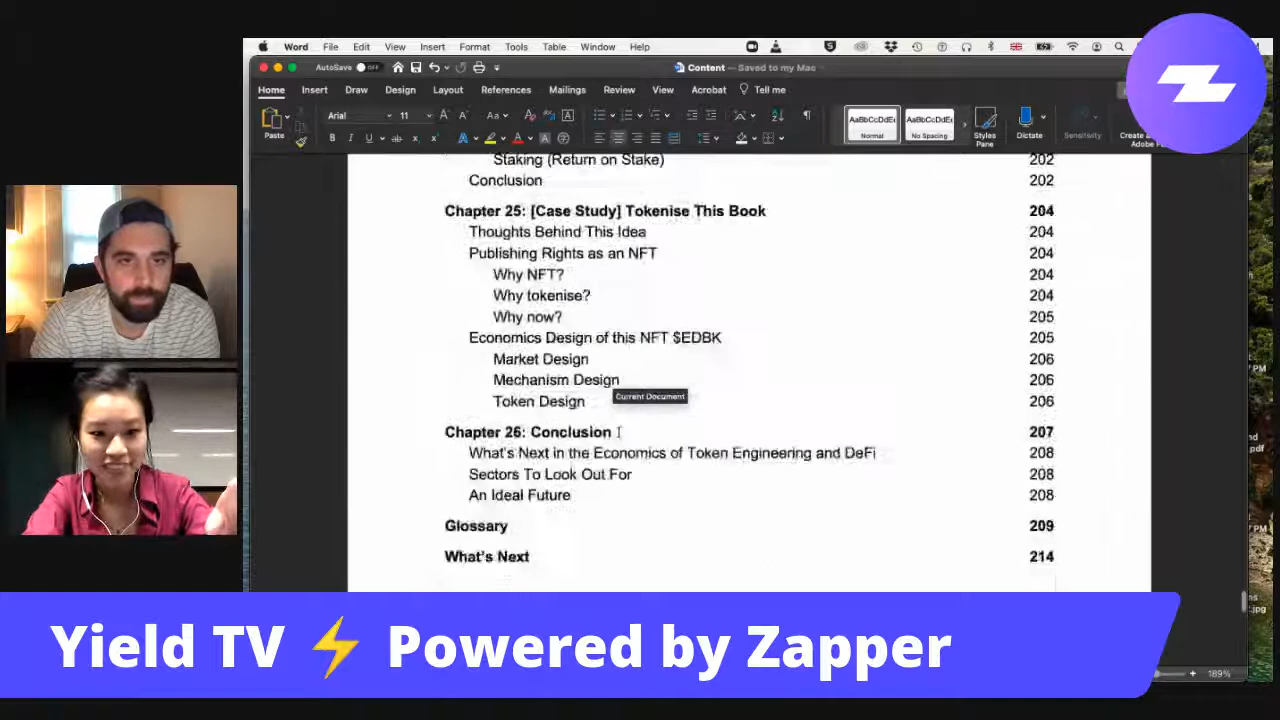 Word File Edit View Insert Format Tools Table Window Help
AutoSave OFF Content — Saved to my Mac
Home Insert Draw Design Layout References Mailings Review View Acrobat Tell me
Paste Arial 11 AaBbCcDdEe Normal AaBbCcDdEe No Spacing Styles Pane Dictate Sensitivity
Staking (Return on Stake) 202
Conclusion 202
Chapter 25: [Case Study] Tokenise This Book 204
Thoughts Behind This Idea 204
Publishing Rights as an NFT 204
Why NFT? 204
Why tokenise? 204
Why now? 205
Economics Design of this NFT $EDBK 205
Market Design 206
Mechanism Design 206
Current Document
Token Design 206
Chapter 26: Conclusion 207
What's Next in the Economics of Token Engineering and DeFi 208
Sectors To Look Out For 208
An Ideal Future 208
Glossary 209
What's Next 214
189%
Yield TV ⚡ Powered by Zapper